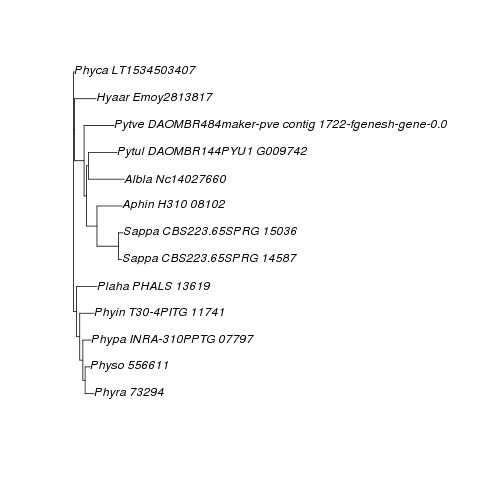 Phyca LT1534503407
Hyaar Emoy2813817
Pytve DAOMBR484maker-pve contig 1722-fgenesh-gene-0.0
Pytul DAOMBR144PYU1 G009742
Albla Nc14027660
Aphin H310 08102
Sappa CBS223.65SPRG 15036
Sappa CBS223.65SPRG 14587
Plaha PHALS 13619
Phyin T30-4PITG 11741
Phypa INRA-310PPTG 07797
Physo 556611
Phyra 73294